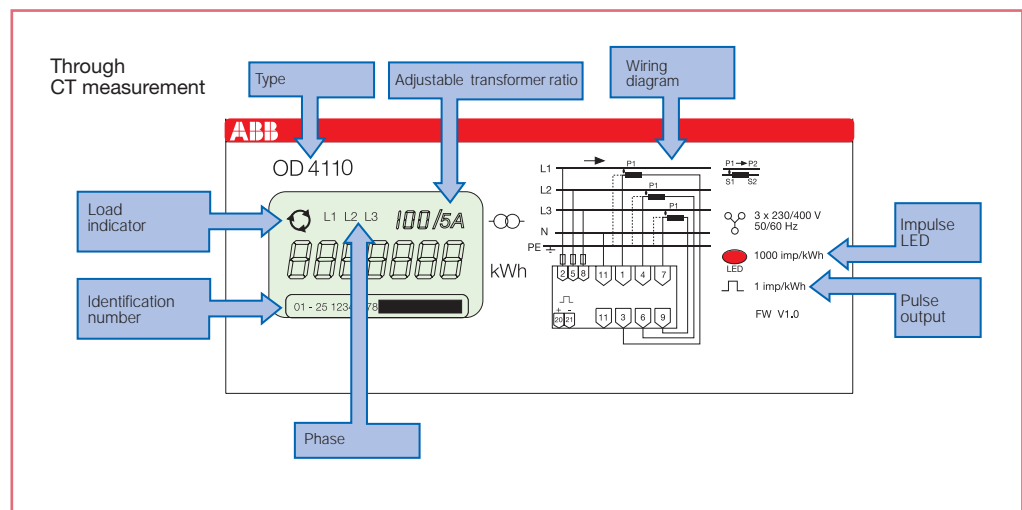 Through
CT measurement
Type
Adjustable transformer ratio
Wiring
diagram
ABB
OD 4110
Load
indicator
L1 L2 L3 100/5A
8888888
kWh
Identification
number
01 - 25 1234 78
Phase
L1
L2
L3
N
PE
P1
P1
P1
2 5 8 11 1 4 7
+ -
20 21
11 3 6 9
P1 P2
S1 S2
3 x 230/400 V
50/60 Hz
LED
1000 imp/kWh
1 imp/kWh
FW V1.0
Impulse
LED
Pulse
output